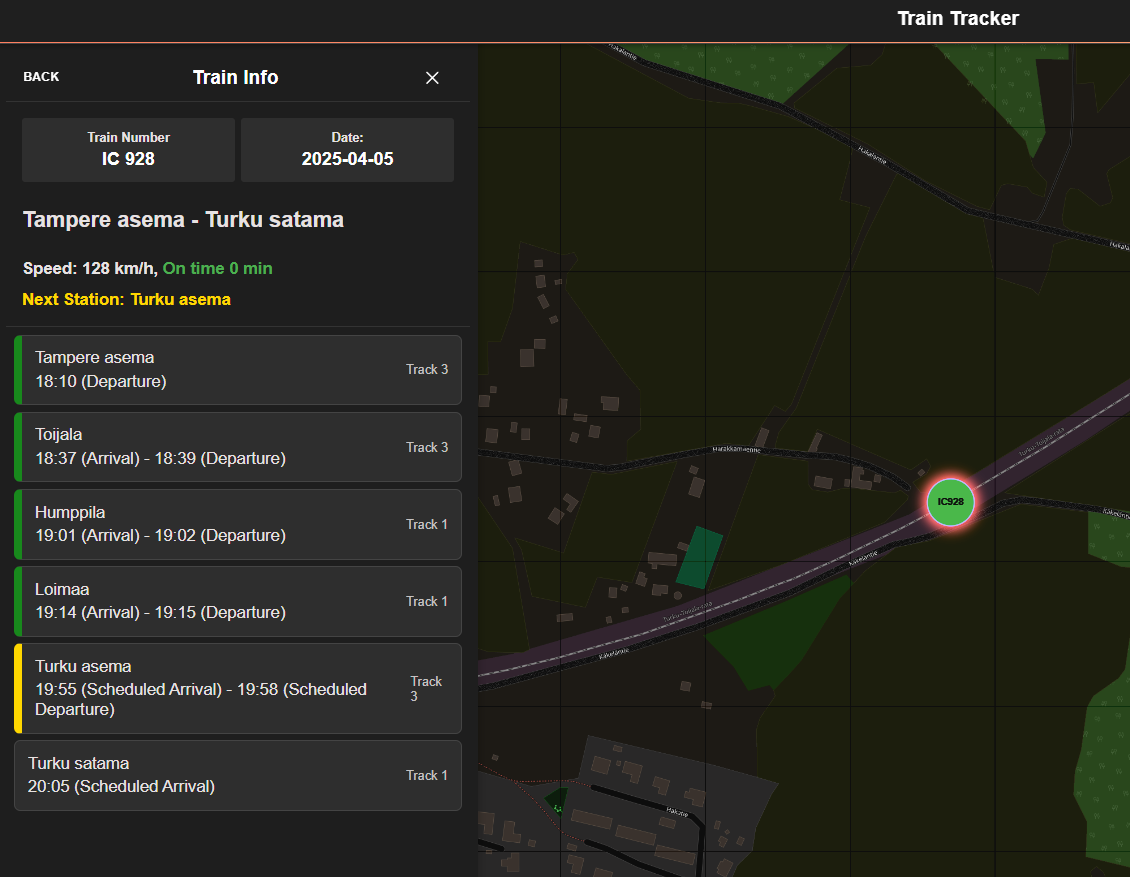 Train Tracker
BACK
Train Info
Train Number
IC 928
Date:
2025-04-05
Tampere asema - Turku satama
Speed: 128 km/h, On time 0 min
Next Station: Turku asema
Tampere asema
18:10 (Departure)
Track 3
Toijala
18:37 (Arrival) - 18:39 (Departure)
Track 3
Humppila
19:01 (Arrival) - 19:02 (Departure)
Track 1
Loimaa
19:14 (Arrival) - 19:15 (Departure)
Track 1
Turku asema
19:55 (Scheduled Arrival) - 19:58 (Scheduled
Departure)
Track
3
Turku satama
20:05 (Scheduled Arrival)
Track 1
Hakelantie
Hakelantie
IC928
Käkeläntie
Käkeläntie